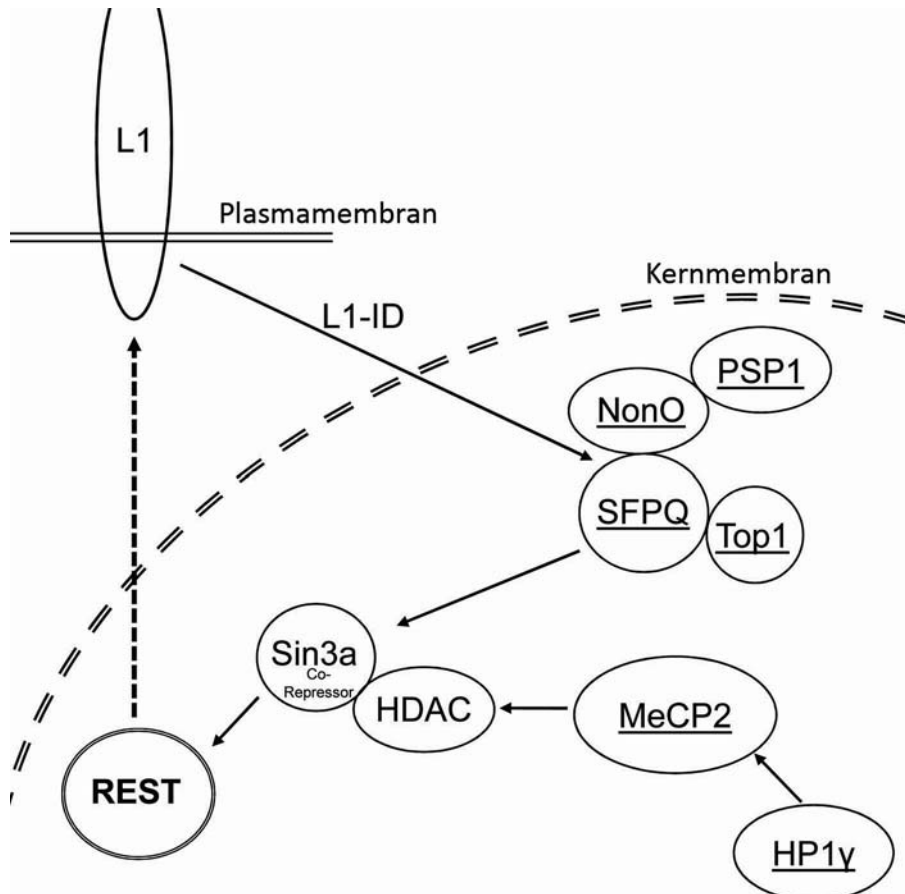 L1
Plasmamembran
Kernmembran
L1-ID
PSP1
NonO
SFPQ
Top1
Sin3a
Co-
Repressor
HDAC
MeCP2
REST
HP1γ